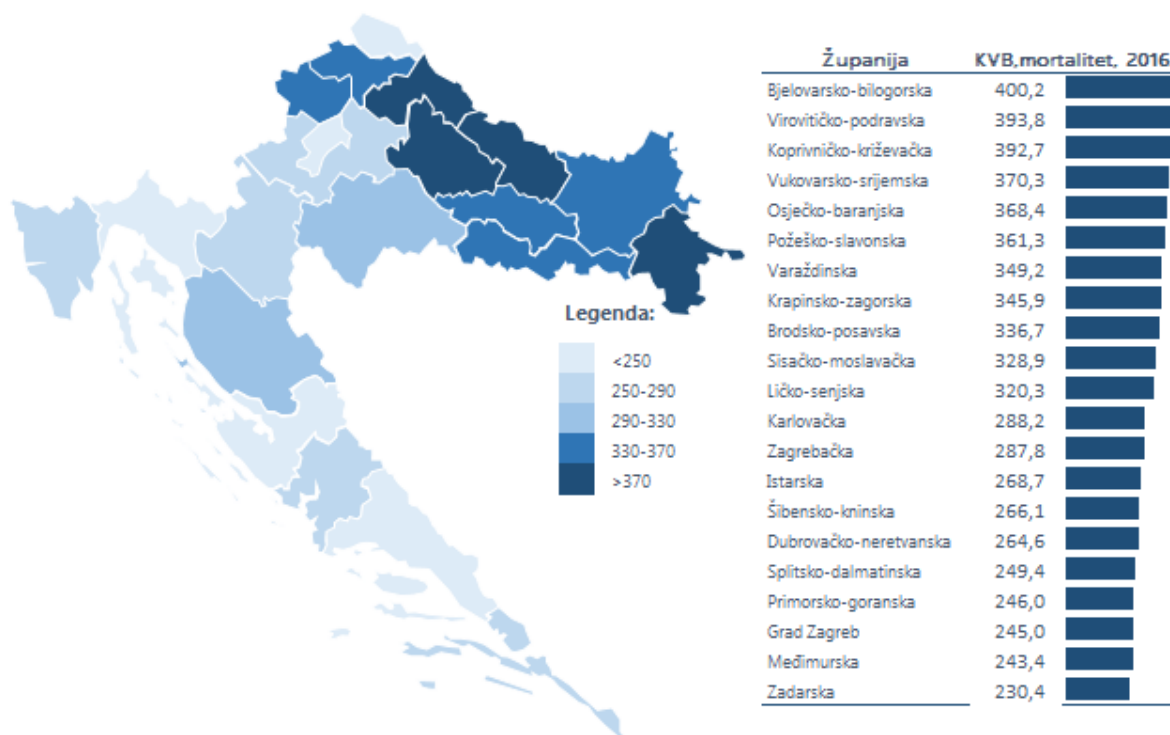 Županija KVB,mortalitet, 2016
Bjelovarsko-bilogorska 400,2
Virovitičko-podravska 393,8
Koprivničko-križevačka 392,7
Vukovarsko-srijemska 370,3
Osječko-baranjska 368,4
Požeško-slavonska 361,3
Varaždinska 349,2
Krapinsko-zagorska 345,9
Brodsko-posavska 336,7
Sisačko-moslavačka 328,9
Ličko-senjska 320,3
Karlovačka 288,2
Zagrebačka 287,8
Istarska 268,7
Šibensko-kninska 266,1
Dubrovačko-neretvanska 264,6
Splitsko-dalmatinska 249,4
Primorsko-goranska 246,0
Grad Zagreb 245,0
Međimurska 243,4
Zadarska 230,4
Legenda:
<250
250-290
290-330
330-370
>370